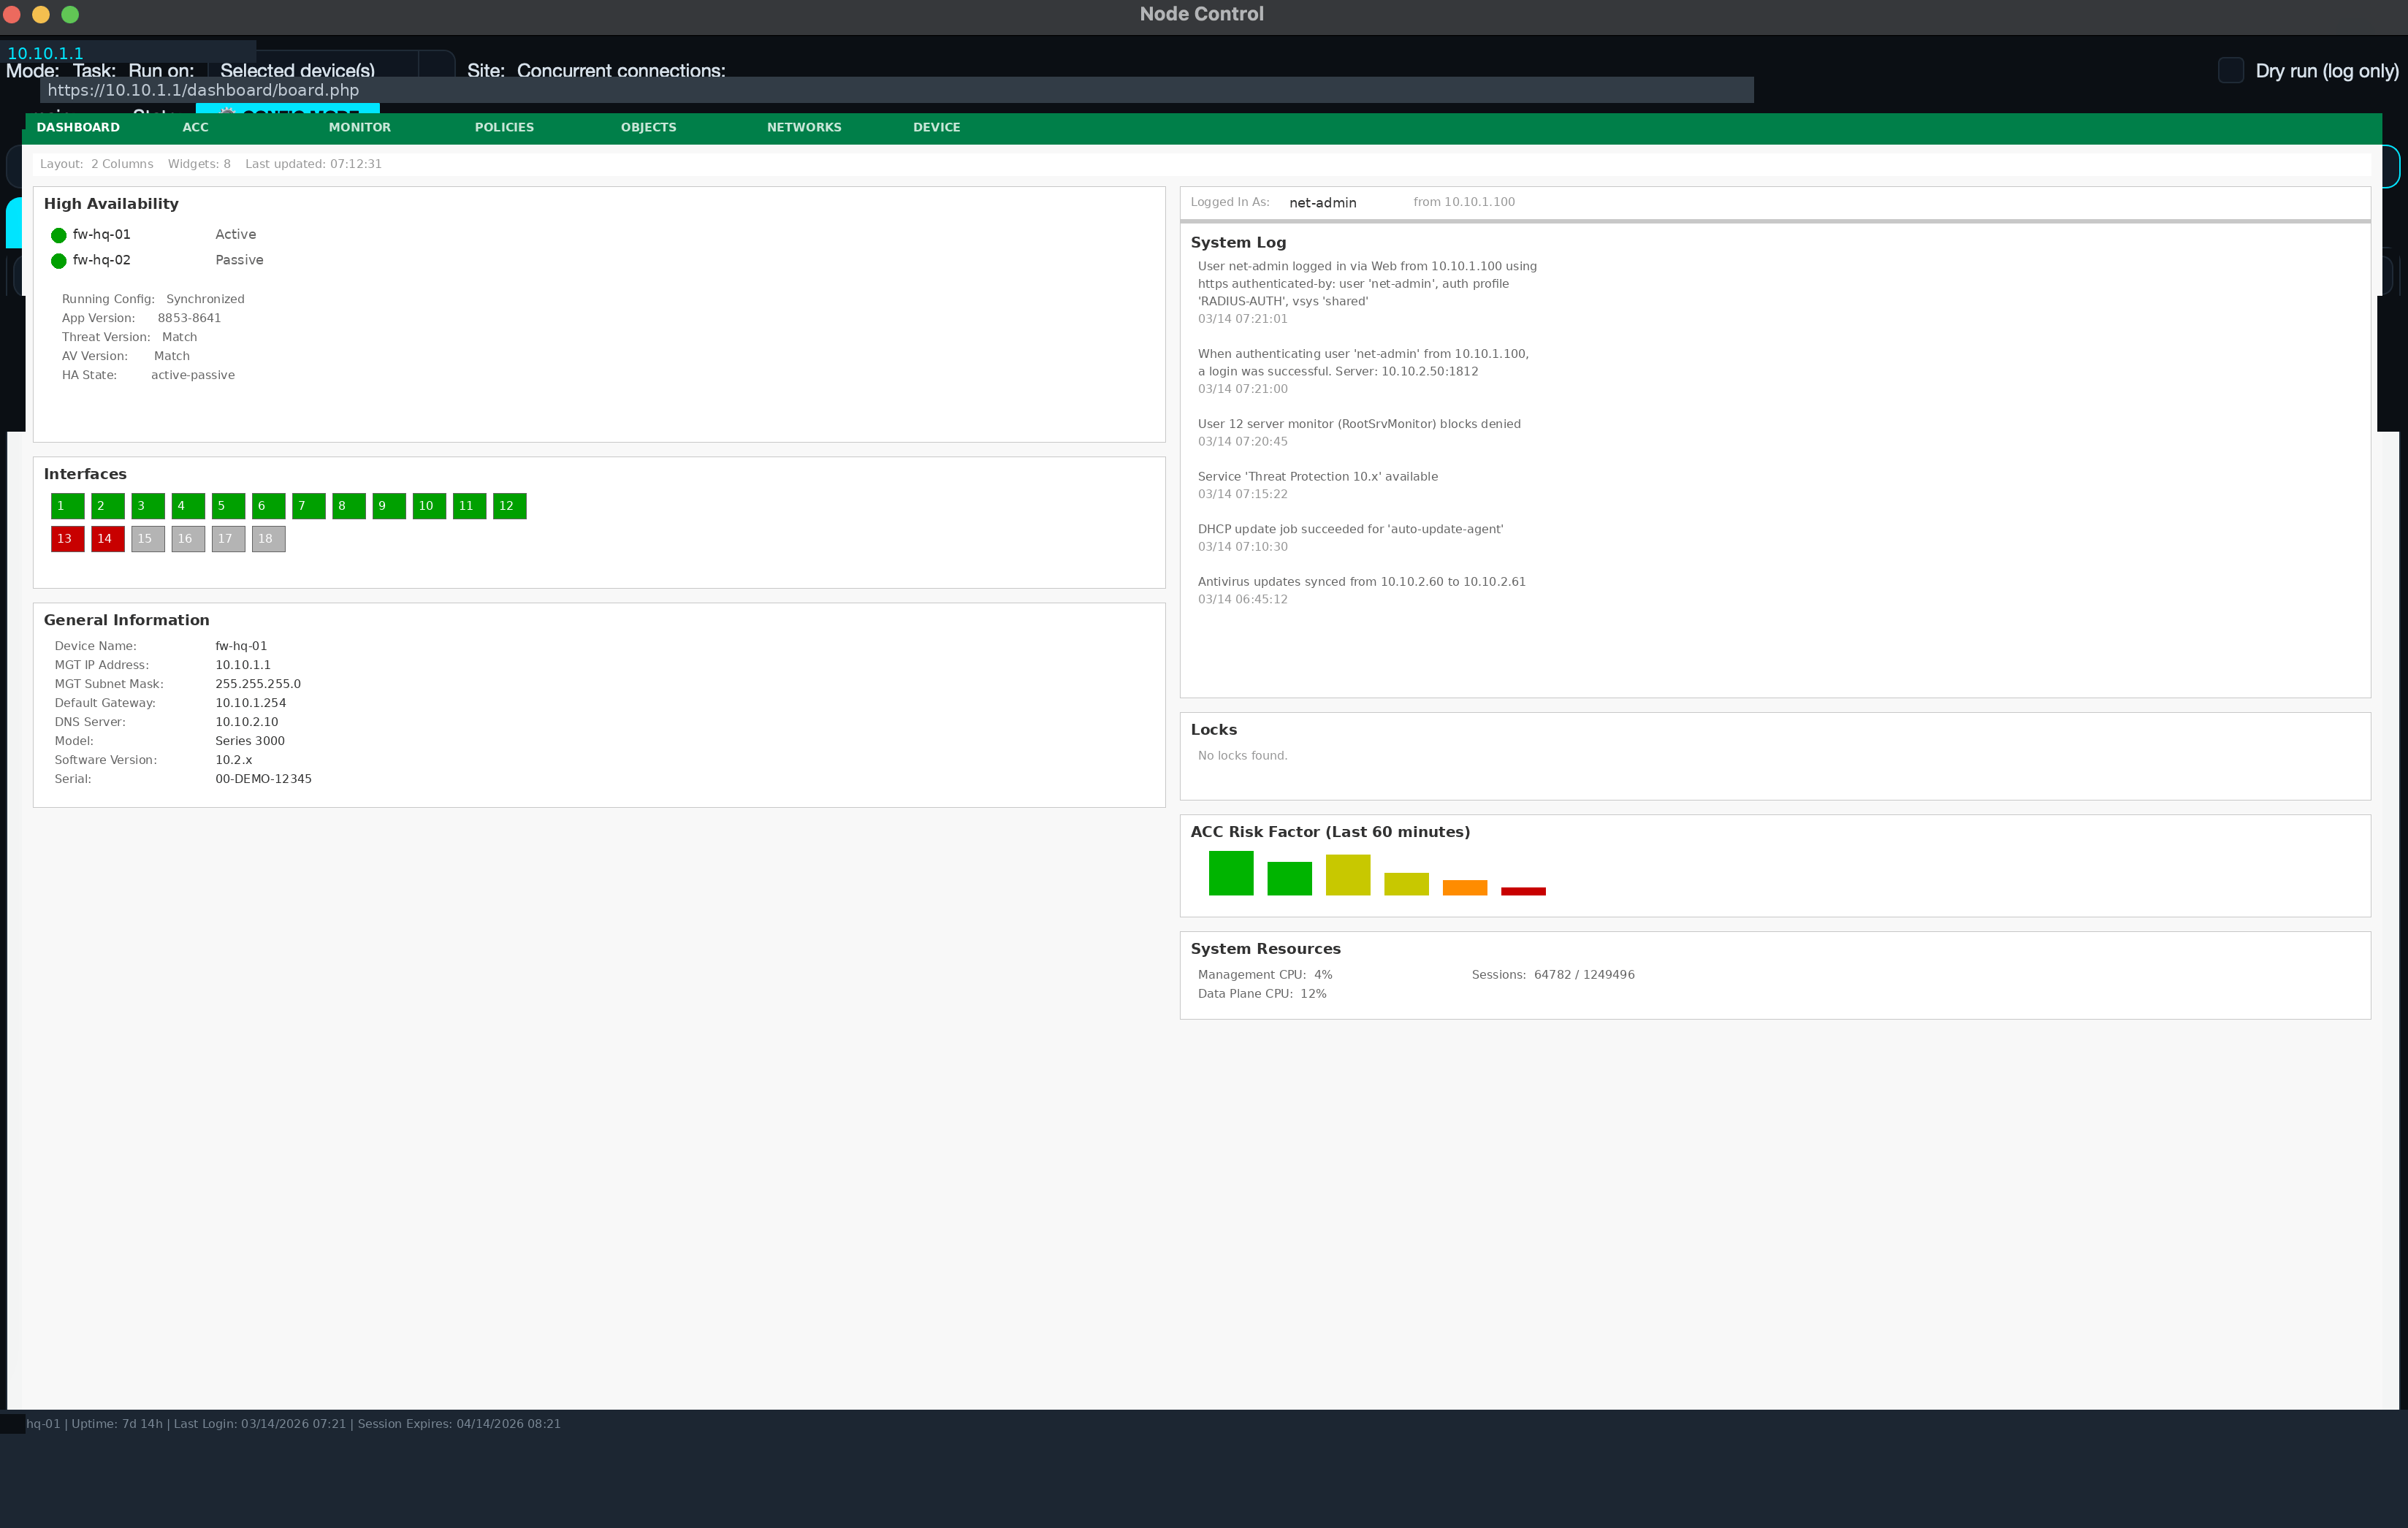 Node Control
10.10.1.1
Mode: Task: Run on: Selected device(s) Site: Concurrent connections: Dry run (log only)
https://10.10.1.1/dashboard/board.php
CONFIG MODE
DASHBOARD ACC MONITOR POLICIES OBJECTS NETWORKS DEVICE
Layout: 2 Columns Widgets: 8 Last updated: 07:12:31
High Availability
fw-hq-01 Active
fw-hq-02 Passive
Running Config: Synchronized
App Version: 8853-8641
Threat Version: Match
AV Version: Match
HA State: active-passive
Interfaces
1 2 3 4 5 6 7 8 9 10 11 12
13 14 15 16 17 18
General Information
Device Name: fw-hq-01
MGT IP Address: 10.10.1.1
MGT Subnet Mask: 255.255.255.0
Default Gateway: 10.10.1.254
DNS Server: 10.10.2.10
Model: Series 3000
Software Version: 10.2.x
Serial: 00-DEMO-12345
Logged In As: net-admin from 10.10.1.100
System Log
User net-admin logged in via Web from 10.10.1.100 using
https authenticated-by: user 'net-admin', auth profile
'RADIUS-AUTH', vsys 'shared'
03/14 07:21:01
When authenticating user 'net-admin' from 10.10.1.100,
a login was successful. Server: 10.10.2.50:1812
03/14 07:21:00
User 12 server monitor (RootSrvMonitor) blocks denied
03/14 07:20:45
Service 'Threat Protection 10.x' available
03/14 07:15:22
DHCP update job succeeded for 'auto-update-agent'
03/14 07:10:30
Antivirus updates synced from 10.10.2.60 to 10.10.2.61
03/14 06:45:12
Locks
No locks found.
ACC Risk Factor (Last 60 minutes)
System Resources
Management CPU: 4% Sessions: 64782 / 1249496
Data Plane CPU: 12%
hq-01 | Uptime: 7d 14h | Last Login: 03/14/2026 07:21 | Session Expires: 04/14/2026 08:21